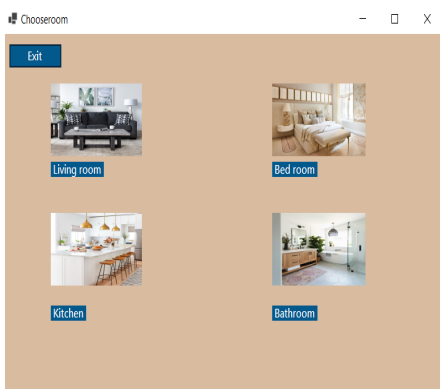 Chooseroom
Exit
Living room
Bed room
Kitchen
Bathroom